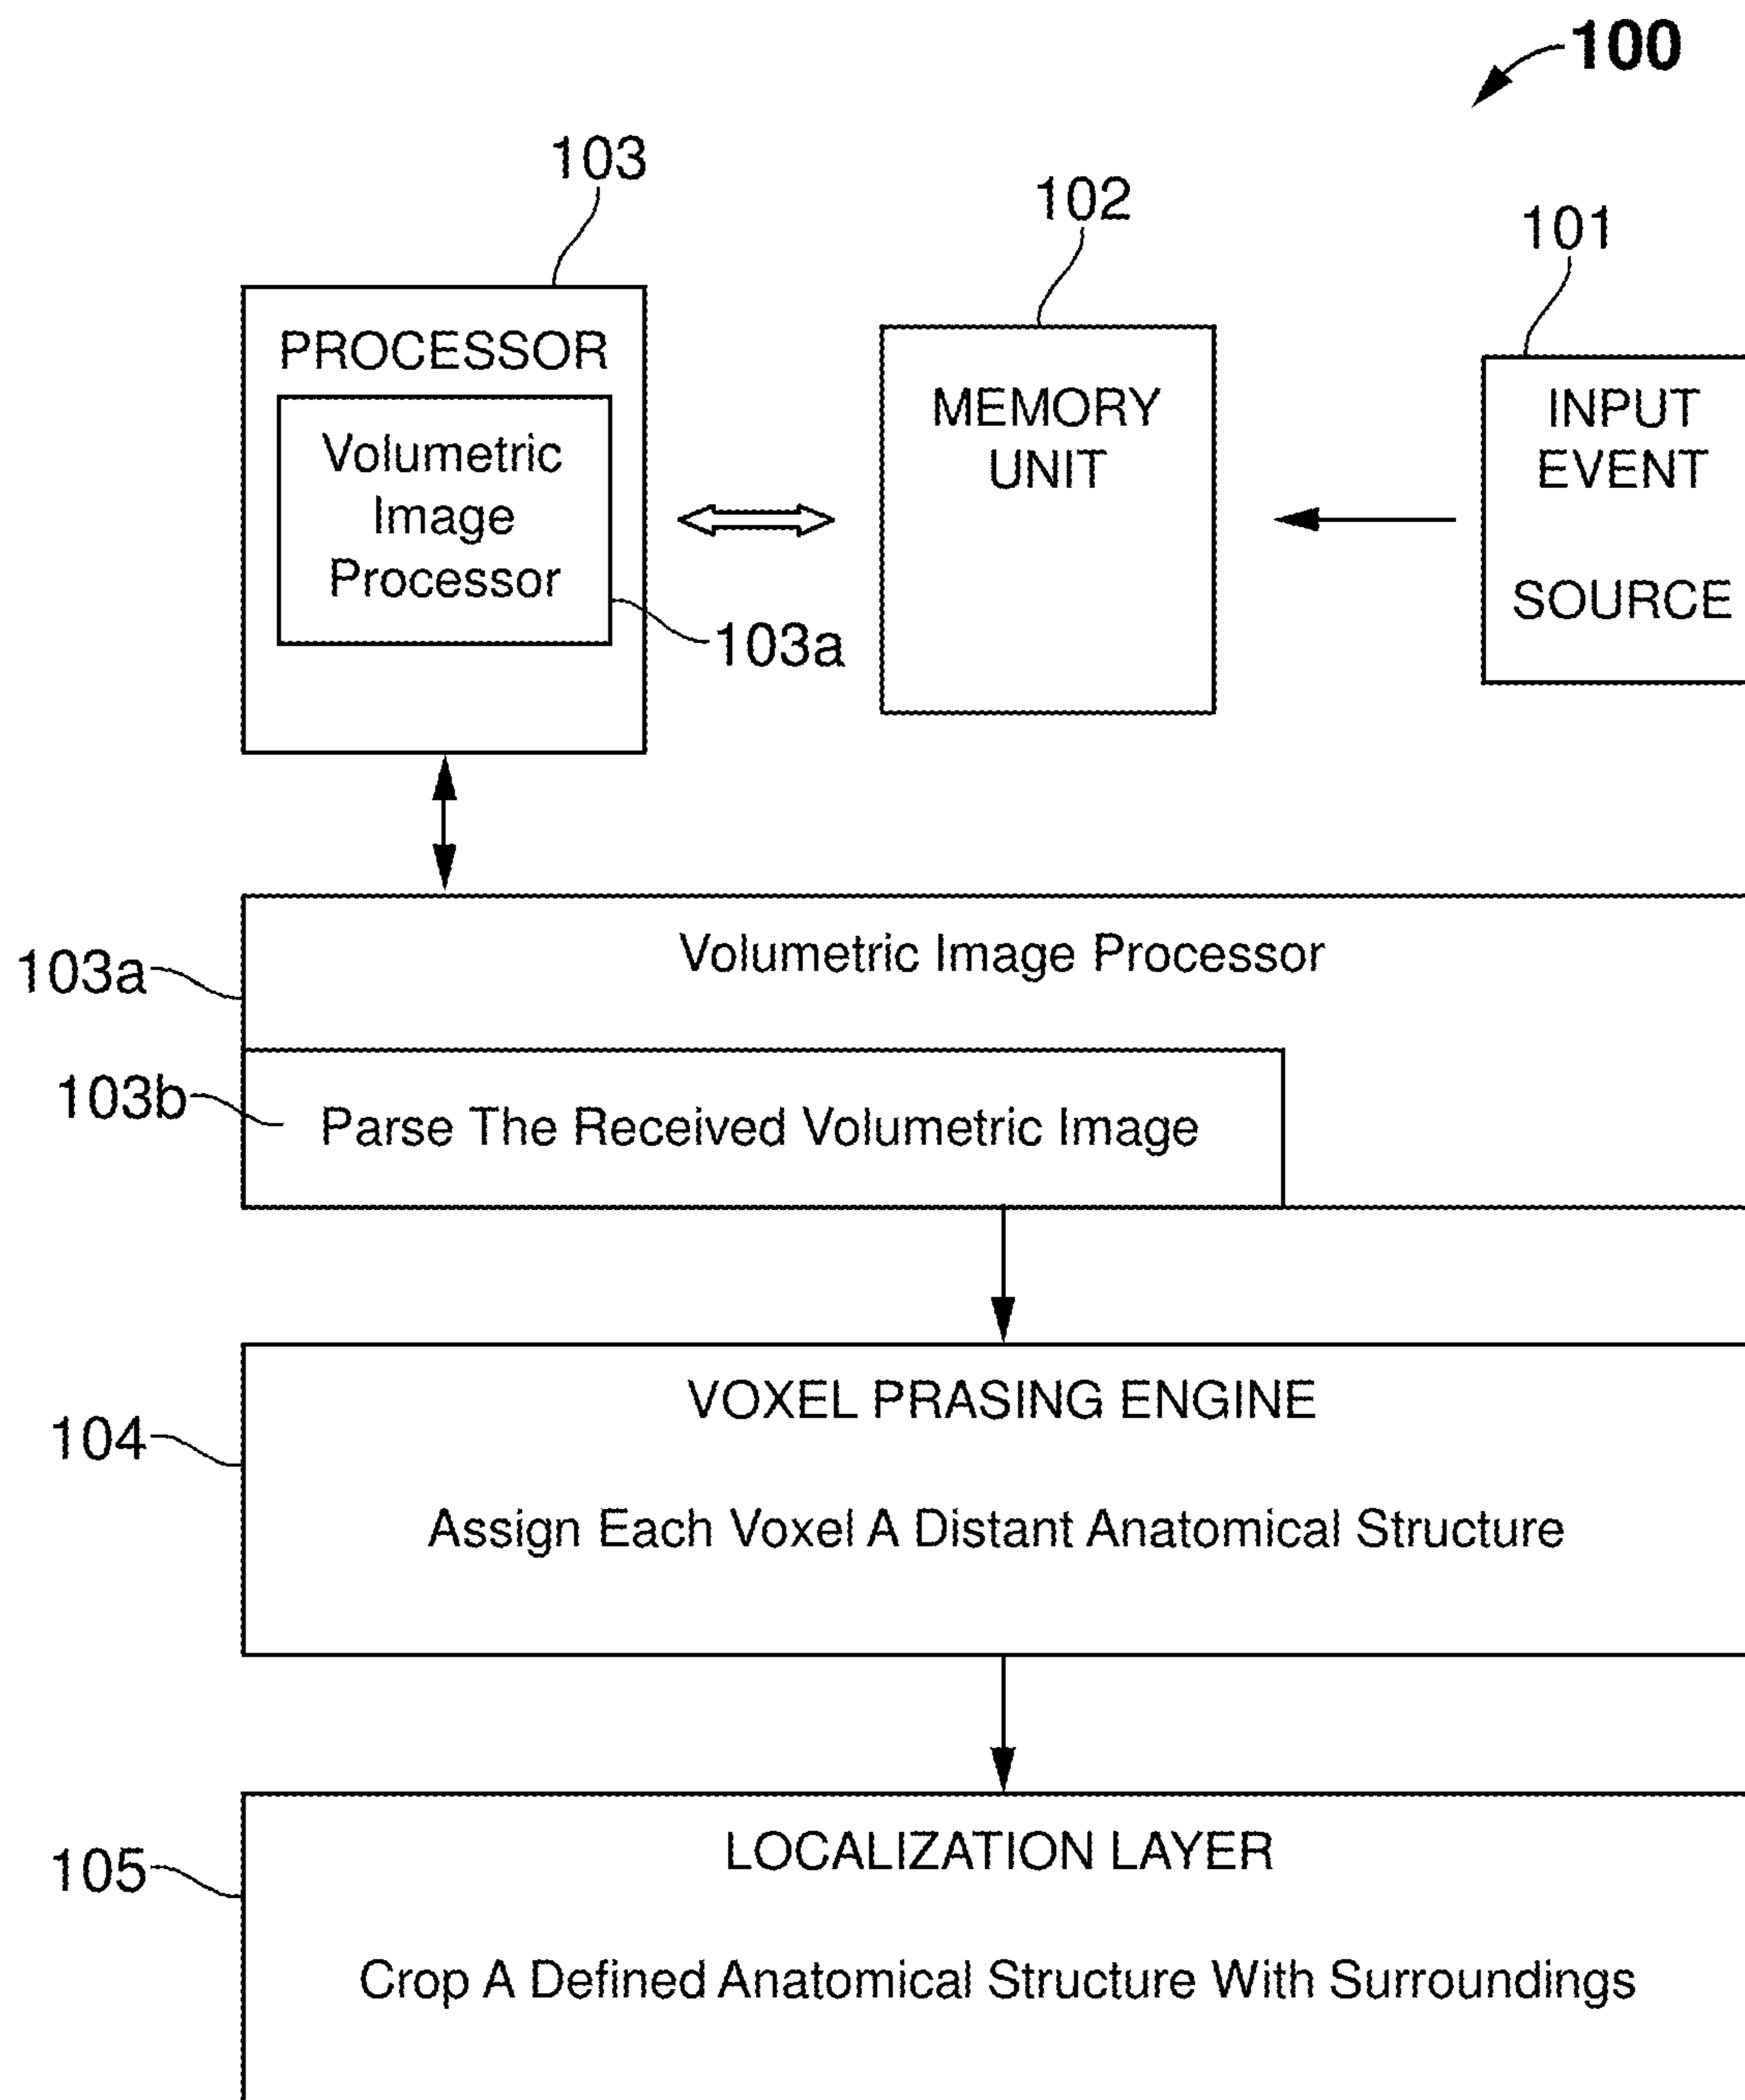 100
103
102
101
PROCESSOR
Volumetric
Image
Processor
103a
MEMORY
UNIT
INPUT
EVENT
SOURCE
103a
Volumetric Image Processor
103b
Parse The Received Volumetric Image
104
VOXEL PRASING ENGINE
Assign Each Voxel A Distant Anatomical Structure
105
LOCALIZATION LAYER
Crop A Defined Anatomical Structure With Surroundings